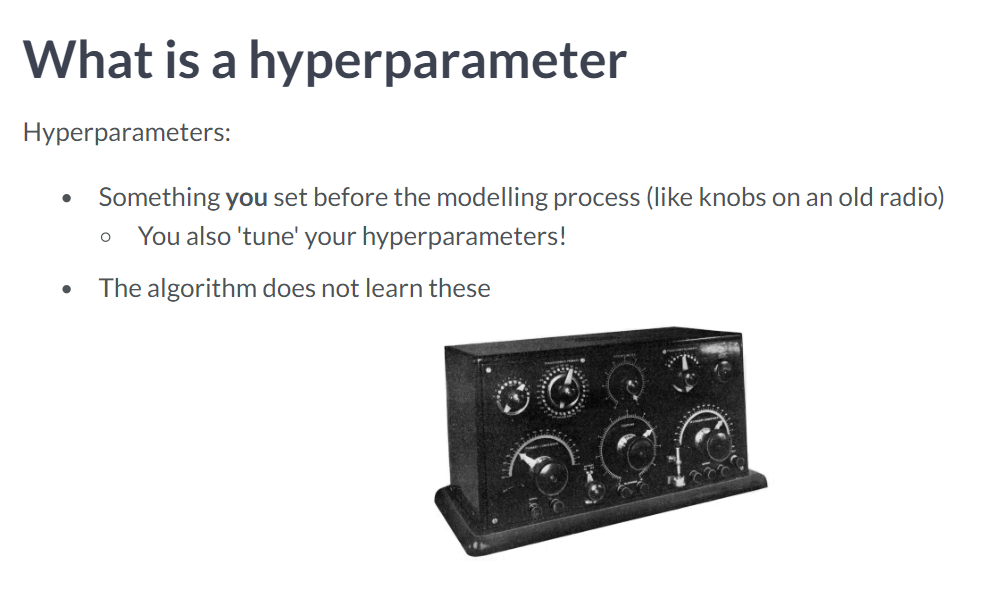 What is a hyperparameter
Hyperparameters:
Something you set before the modelling process (like knobs on an old radio)
You also 'tune' your hyperparameters!
The algorithm does not learn these